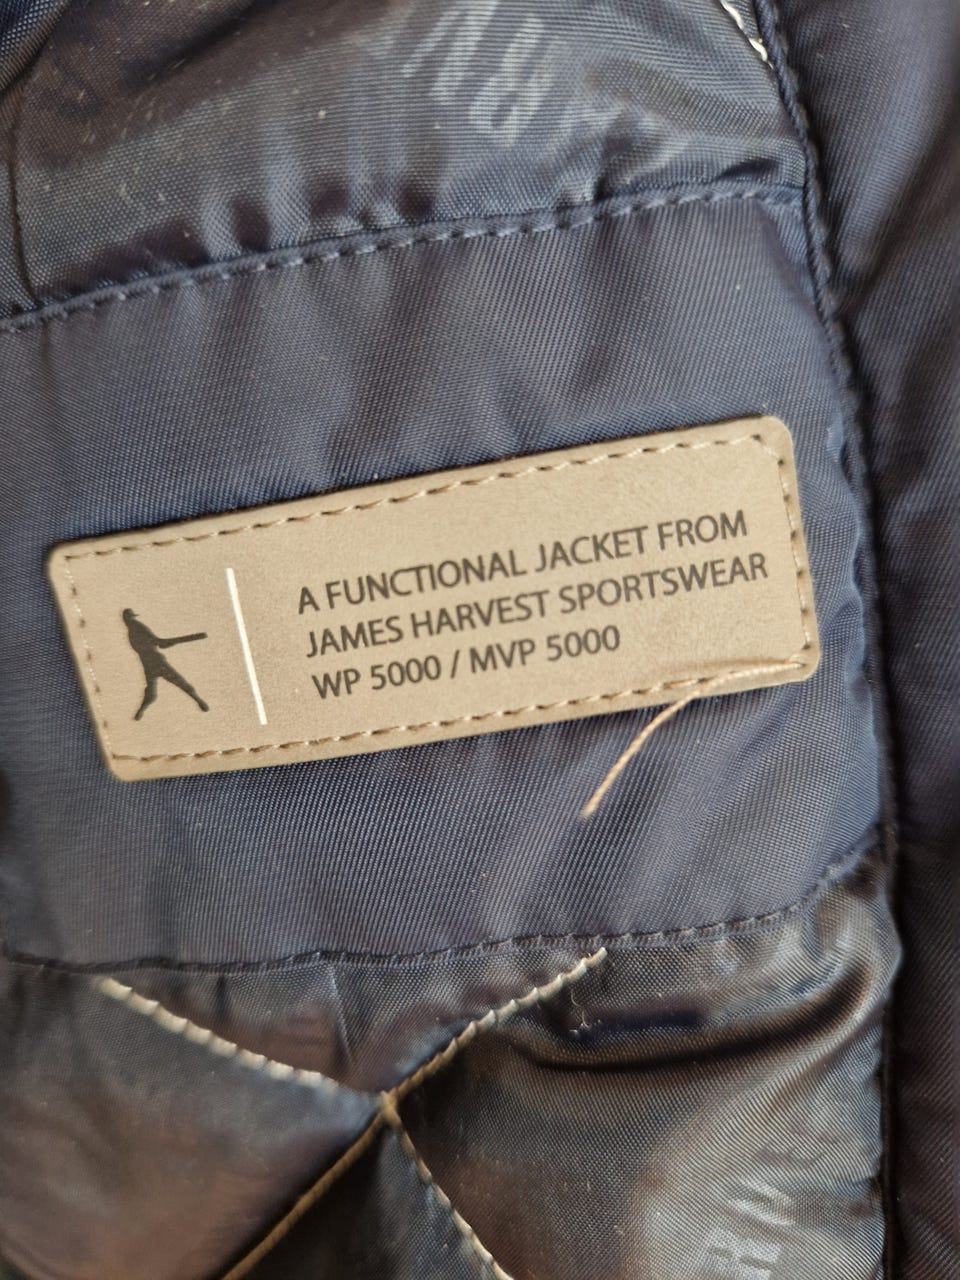 A FUNCTIONAL JACKET FROM
JAMES HARVEST SPORTSWEAR
WP 5000 / MVP 5000